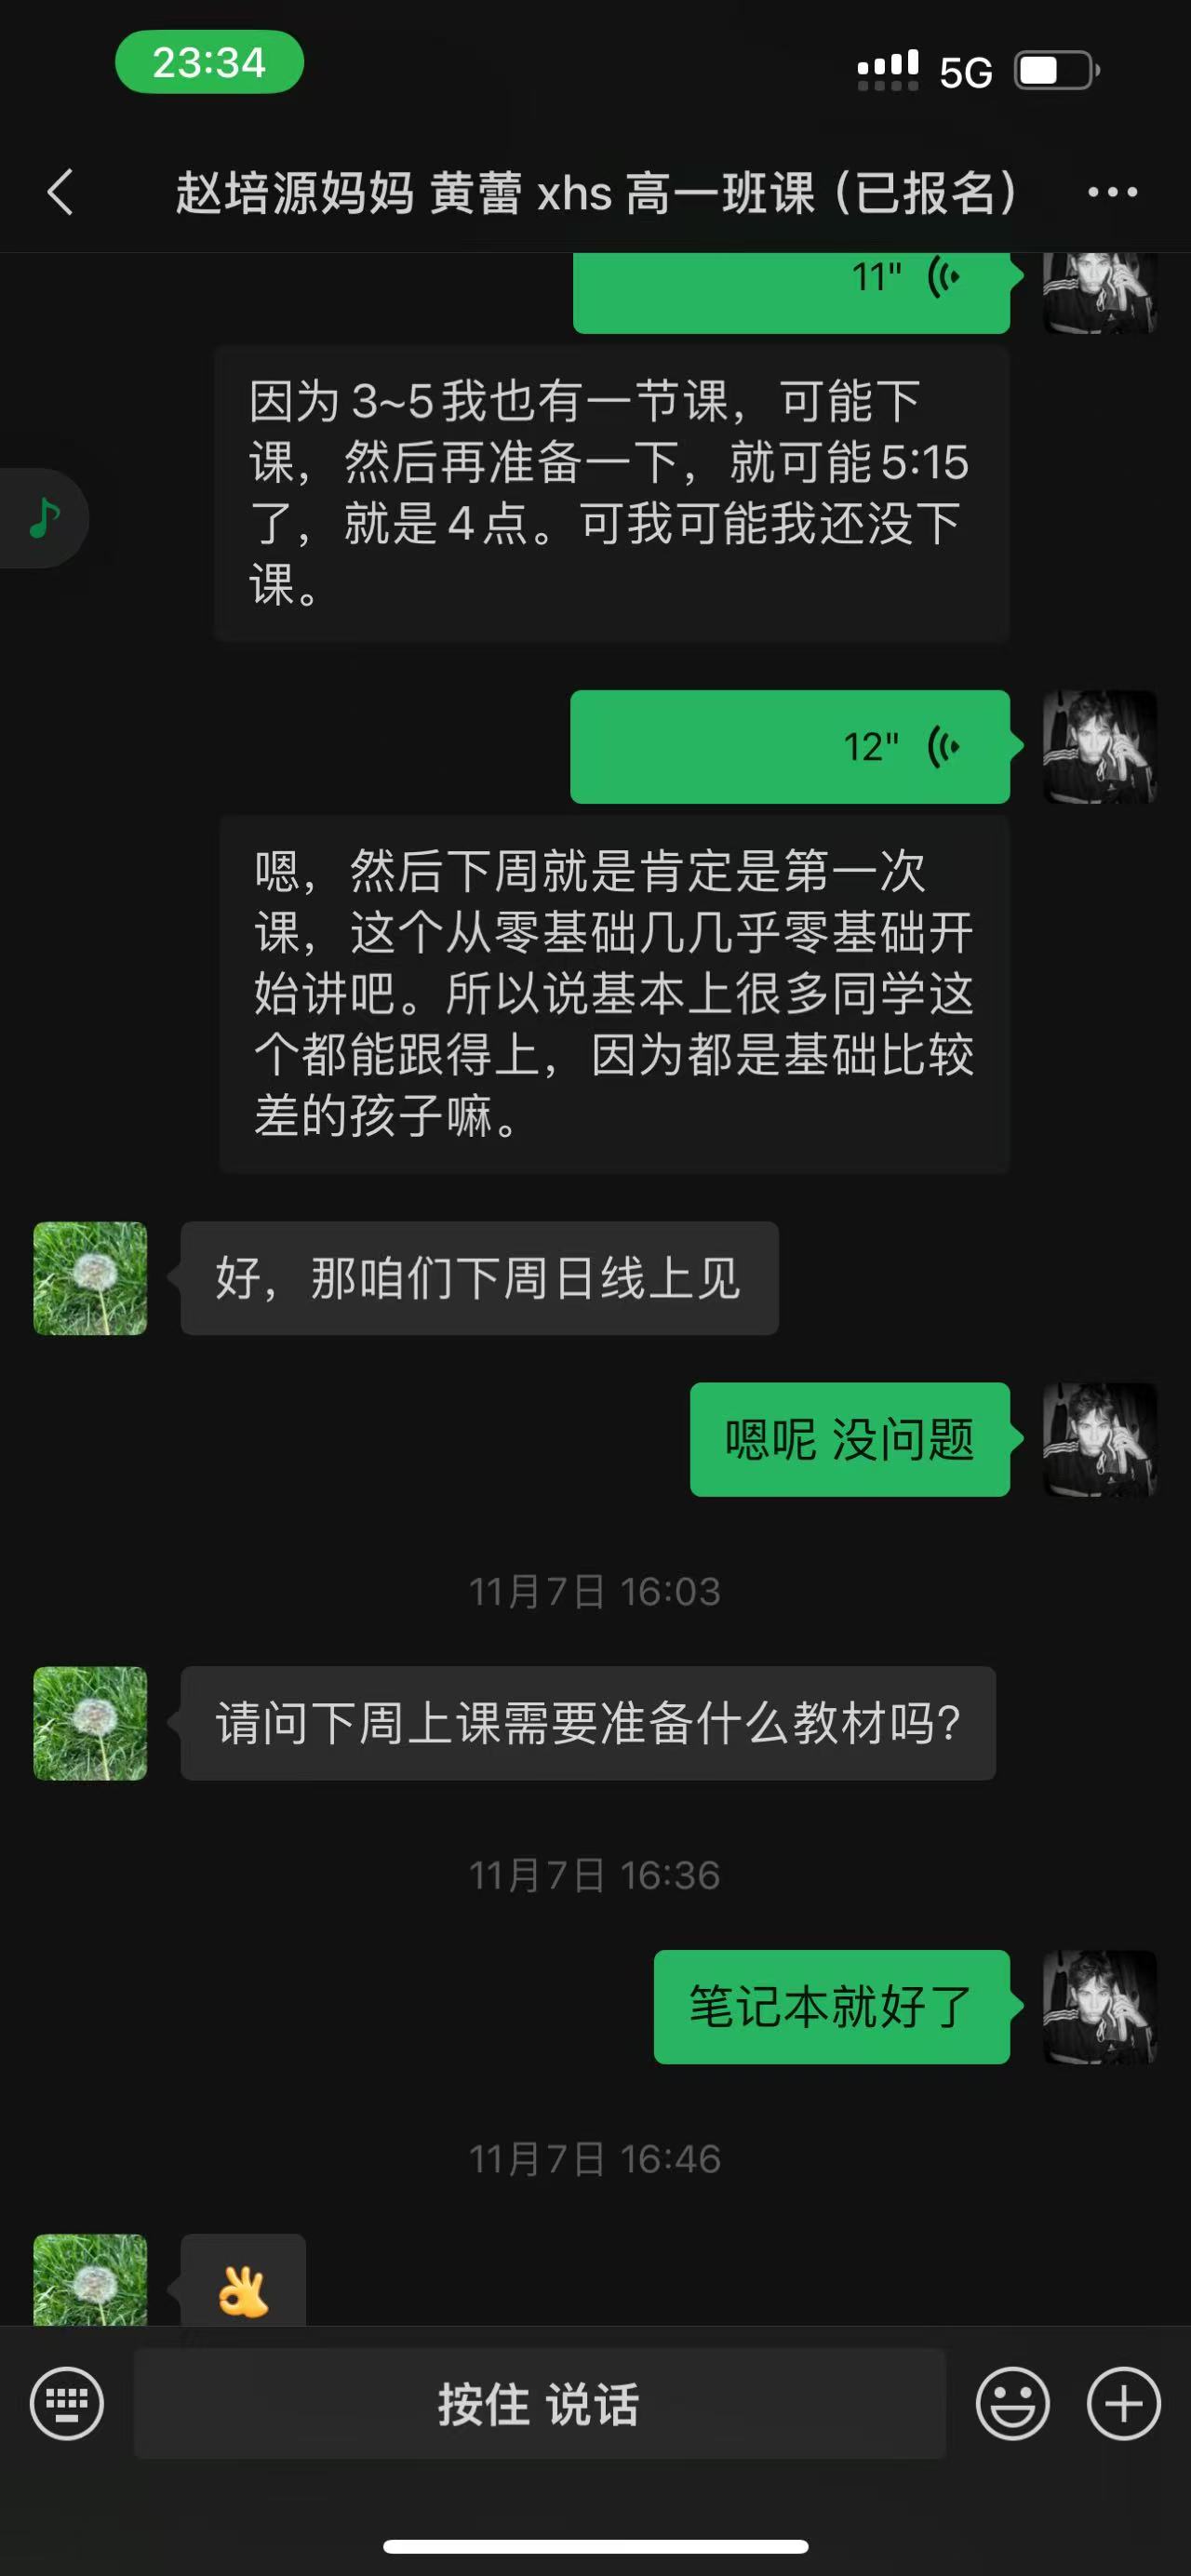 23:34
5G
赵培源妈妈 黄蕾 xhs 高一班课（已报名）
11"
因为3~5我也有一节课，可能下
课，然后再准备一下，就可能5:15
了，就是4点。可我可能我还没下
课。
12"
嗯，然后下周就是肯定是第一次
课，这个从零基础几几乎零基础开
始讲吧。所以说基本上很多同学这
个都能跟得上，因为都是基础比较
差的孩子嘛。
好，那咱们下周日线上见
嗯呢 没问题
11月7日 16:03
请问下周上课需要准备什么教材吗?
11月7日 16:36
笔记本就好了
11月7日 16:46
👌
按住 说话